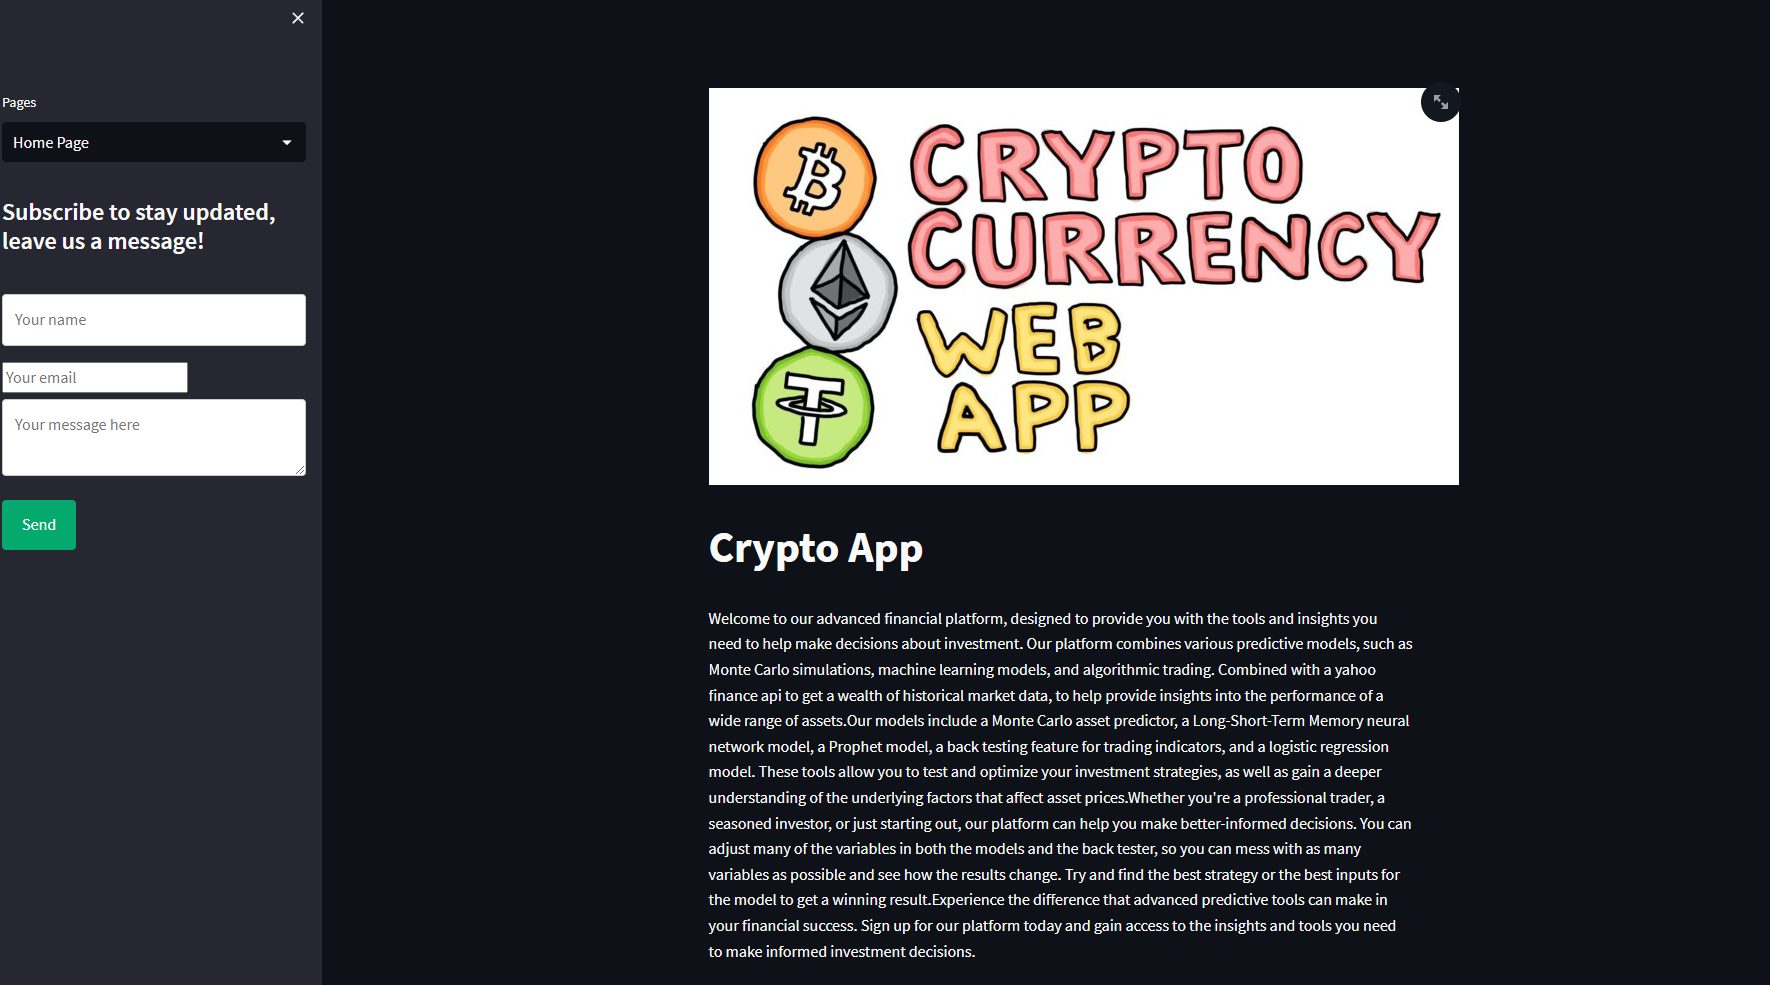 Pages
Home Page
Subscribe to stay updated,
leave us a message!
Your name
Your email
Your message here
Send
CRYPTO
CURRENCY
WEB
APP
Crypto App
Welcome to our advanced financial platform, designed to provide you with the tools and insights you
need to help make decisions about investment. Our platform combines various predictive models, such as
Monte Carlo simulations, machine learning models, and algorithmic trading. Combined with a yahoo
finance api to get a wealth of historical market data, to help provide insights into the performance of a
wide range of assets.Our models include a Monte Carlo asset predictor, a Long-Short-Term Memory neural
network model, a Prophet model, a back testing feature for trading indicators, and a logistic regression
model. These tools allow you to test and optimize your investment strategies, as well as gain a deeper
understanding of the underlying factors that affect asset prices.Whether you're a professional trader, a
seasoned investor, or just starting out, our platform can help you make better-informed decisions. You can
adjust many of the variables in both the models and the back tester, so you can mess with as many
variables as possible and see how the results change. Try and find the best strategy or the best inputs for
the model to get a winning result.Experience the difference that advanced predictive tools can make in
your financial success. Sign up for our platform today and gain access to the insights and tools you need
to make informed investment decisions.